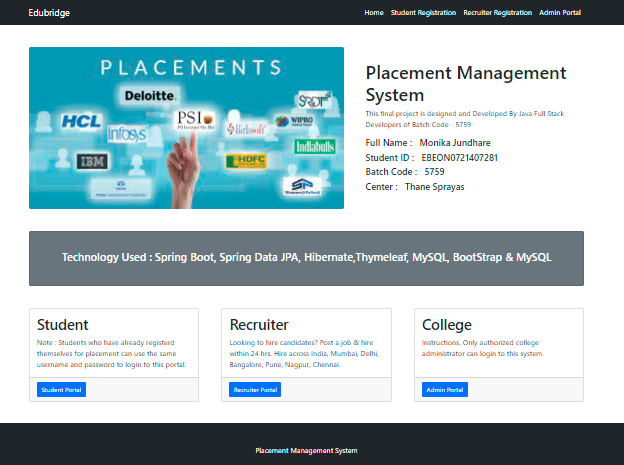 Edubridge
Home Student Registration Recruiter Registration Admin Portal
PLACEMENTS
Deloitte.
SRDT
HCL
PSI
Infosys
Birlasoft
WIPRO
Indiabulls
IBM
HDFC
TATA
Shapoorji Pallonji
Placement Management
System
This final project is designed and Developed By Java Full Stack
Developers of Batch Code - 5759
Full Name : Monika Jundhare
Student ID : EBEON0721407281
Batch Code : 5759
Center : Thane Sprayas
Technology Used : Spring Boot, Spring Data JPA, Hibernate,Thymeleaf, MySQL, BootStrap & MySQL
Student
Note : Students who have already registerd
themselves for placement can use the same
username and password to login to this portal.
Student Portal
Recruiter
Looking to hire candidates? Post a job & hire
within 24 hrs. Hire across India, Mumbai, Delhi,
Bangalore, Pune, Nagpur, Chennai.
Recruiter Portal
College
Instructions. Only authorized college
administrator can login to this system.
Admin Portal
Placement Management System